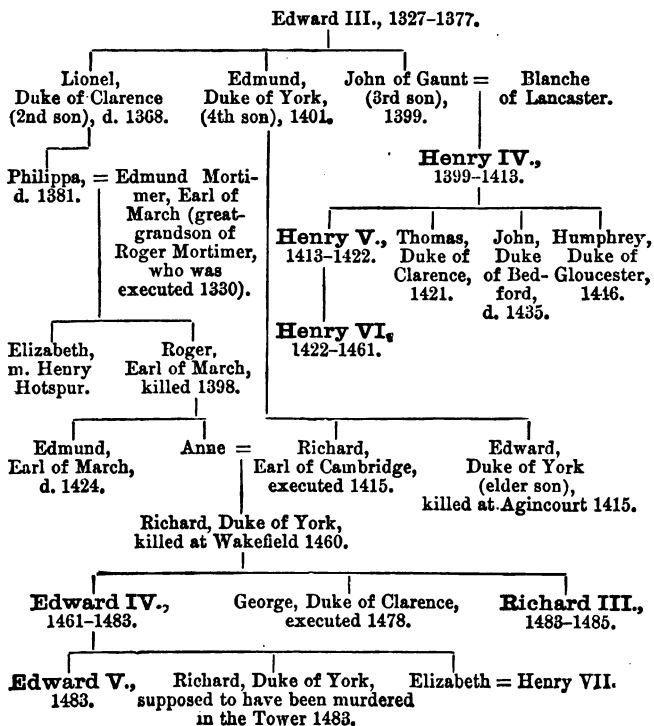 Edward III., 1327-1377.
Lionel,
Duke of Clarence
(2nd son), d. 1368.
Edmund,
Duke of York,
(4th son), 1401.
John of Gaunt =
(3rd son),
1399.
Blanche
of Lancaster.
Philippa, =
d. 1381.
Edmund Morti-
mer, Earl of
March (great-
grandson of
Roger Mortimer,
who was
executed 1330).
Henry IV.,
1399-1413.
Henry V.,
1413-1422.
Thomas,
Duke of
Clarence,
1421.
John,
Duke
of Bed-
ford,
d. 1435.
Humphrey,
Duke of
Gloucester,
1446.
Henry VI.,
1422-1461.
Elizabeth,
m. Henry
Hotspur.
Roger,
Earl of March,
killed 1398.
Edmund,
Earl of March,
d. 1424.
Anne =
Richard,
Earl of Cambridge,
executed 1415.
Edward,
Duke of York
(elder son),
killed at Agincourt 1415.
Richard, Duke of York,
killed at Wakefield 1460.
Edward IV.,
1461-1483.
George, Duke of Clarence,
executed 1478.
Richard III.,
1483-1485.
Edward V.,
1483.
Richard, Duke of York,
supposed to have been murdered
in the Tower 1483.
Elizabeth = Henry VII.